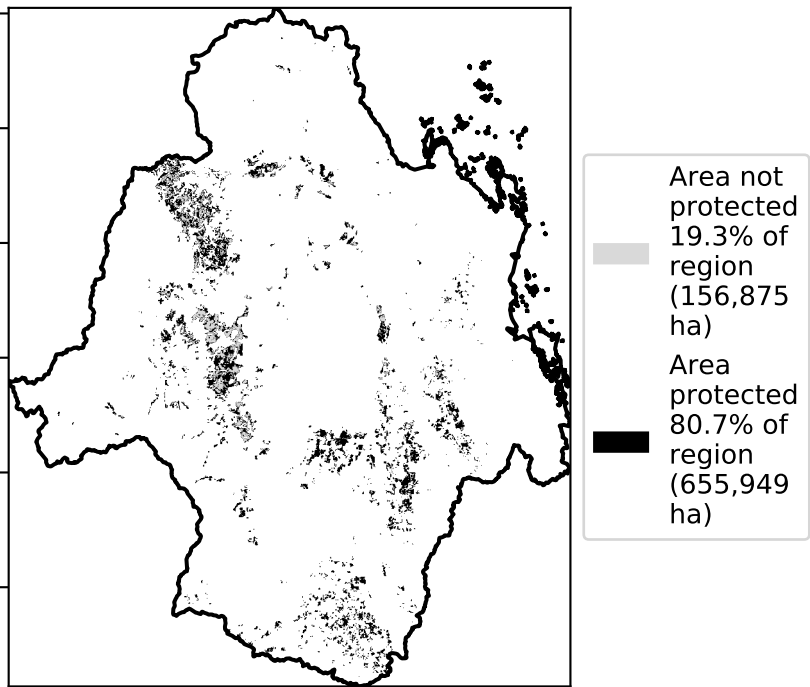 Area not
protected
19.3% of
region
(156,875
ha)
Area
protected
80.7% of
region
(655,949
ha)